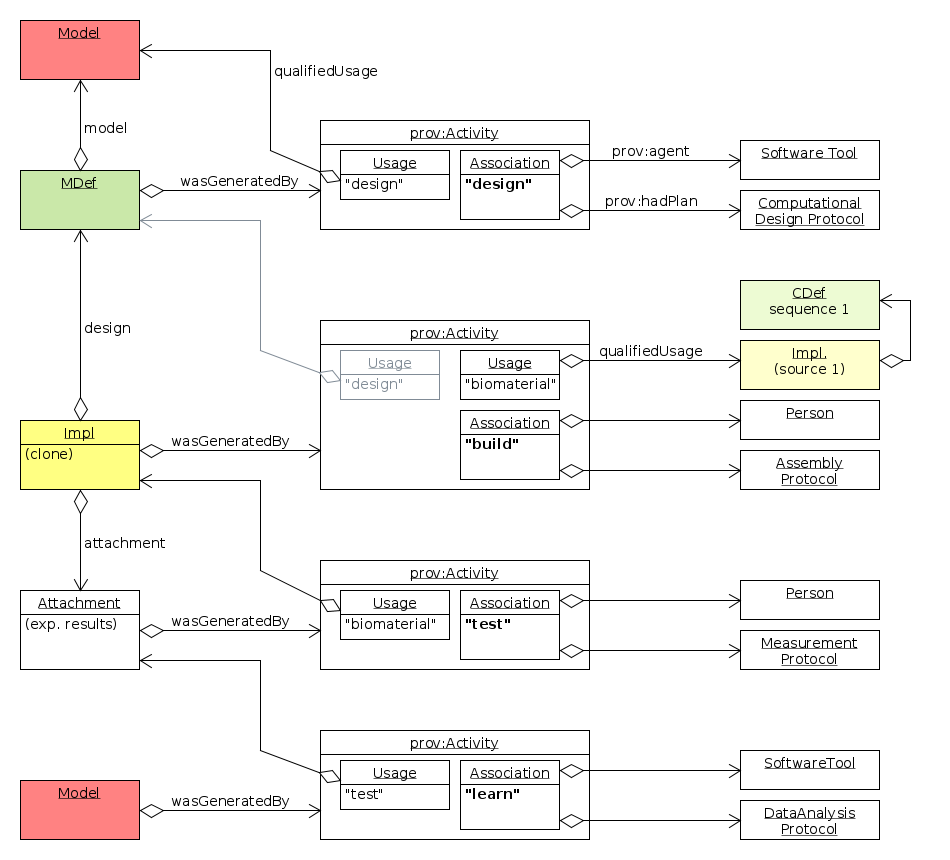 Model
qualifiedUsage
model
MDef
wasGeneratedBy
prov:Activity
Usage
"design"
Association
"design"
prov:agent
Software Tool
prov:hadPlan
Computational
Design Protocol
design
prov:Activity
Usage
"design"
Usage
"biomaterial"
qualifiedUsage
CDef
sequence 1
Impl.
(source 1)
Association
"build"
Person
Assembly
Protocol
Impl
(clone)
wasGeneratedBy
attachment
prov:Activity
Usage
"biomaterial"
Association
"test"
Person
Measurement
Protocol
Attachment
(exp. results)
wasGeneratedBy
prov:Activity
Usage
"test"
Association
"learn"
SoftwareTool
DataAnalysis
Protocol
Model
wasGeneratedBy